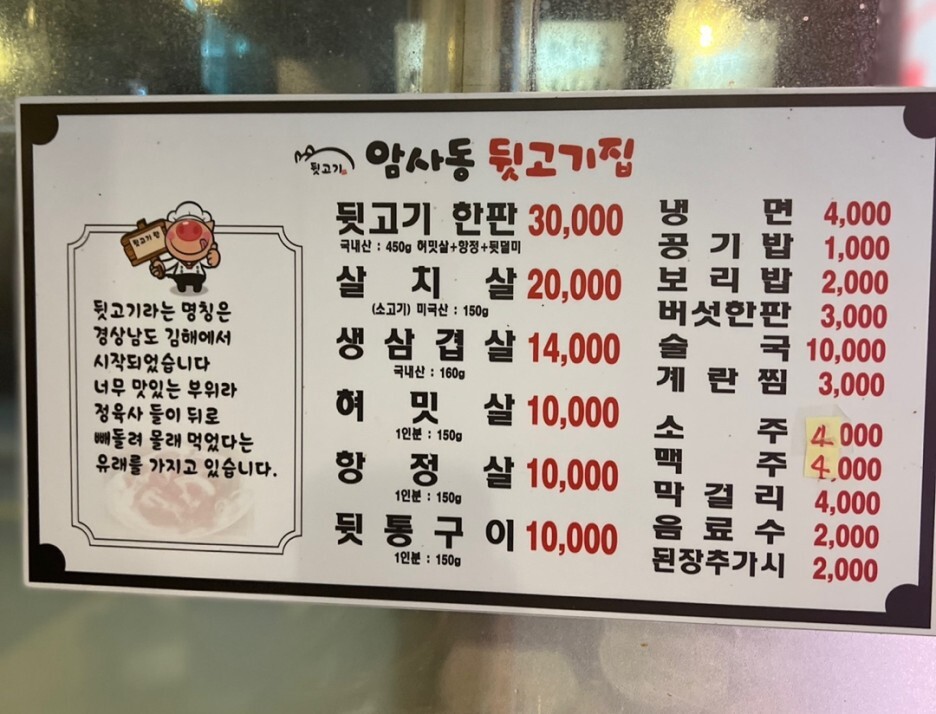 뒷고기
암사동 뒷고기집
뒷고기 집
뒷고기라는 명칭은
경상남도 김해에서
시작되었습니다
너무 맛있는 부위라
정육사 들이 뒤로
빼돌려 몰래 먹었다는
유래를 가지고 있습니다.
뒷고기 한판 30,000
국내산 : 450g 허밋살+항정+뒷덜미
살치살 20,000
(소고기) 미국산 : 150g
생삼겹살 14,000
국내산 : 160g
혀밋살 10,000
1인분 : 150g
항정살 10,000
1인분 : 150g
뒷통구이 10,000
1인분 : 150g
냉면 4,000
공기밥 1,000
보리밥 2,000
버섯한판 3,000
술국 10,000
계란찜 3,000
소주 4,000
맥주 4,000
막걸리 4,000
음료수 2,000
된장추가시 2,000